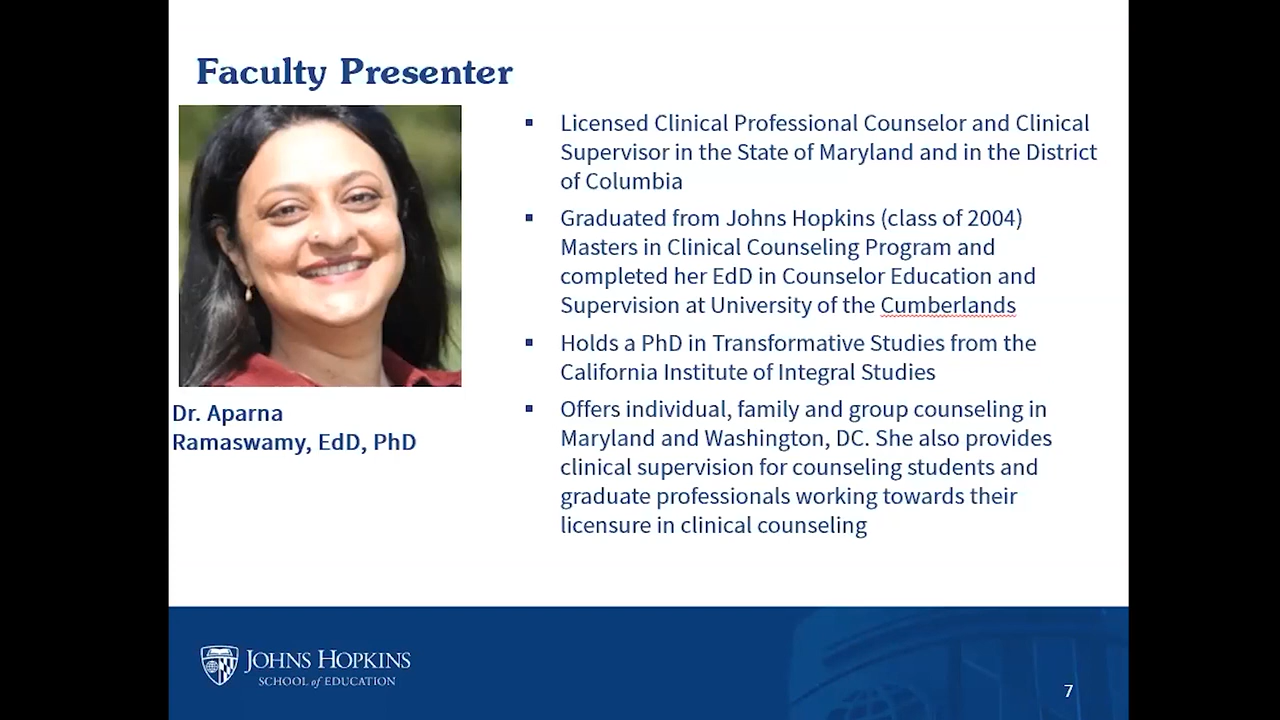 Faculty Presenter
Dr. Aparna
Ramaswamy, EdD, PhD
▪ Licensed Clinical Professional Counselor and Clinical
Supervisor in the State of Maryland and in the District
of Columbia
▪ Graduated from Johns Hopkins (class of 2004)
Masters in Clinical Counseling Program and
completed her EdD in Counselor Education and
Supervision at University of the Cumberlands
▪ Holds a PhD in Transformative Studies from the
California Institute of Integral Studies
▪ Offers individual, family and group counseling in
Maryland and Washington, DC. She also provides
clinical supervision for counseling students and
graduate professionals working towards their
licensure in clinical counseling
JOHNS HOPKINS
SCHOOL of EDUCATION
7